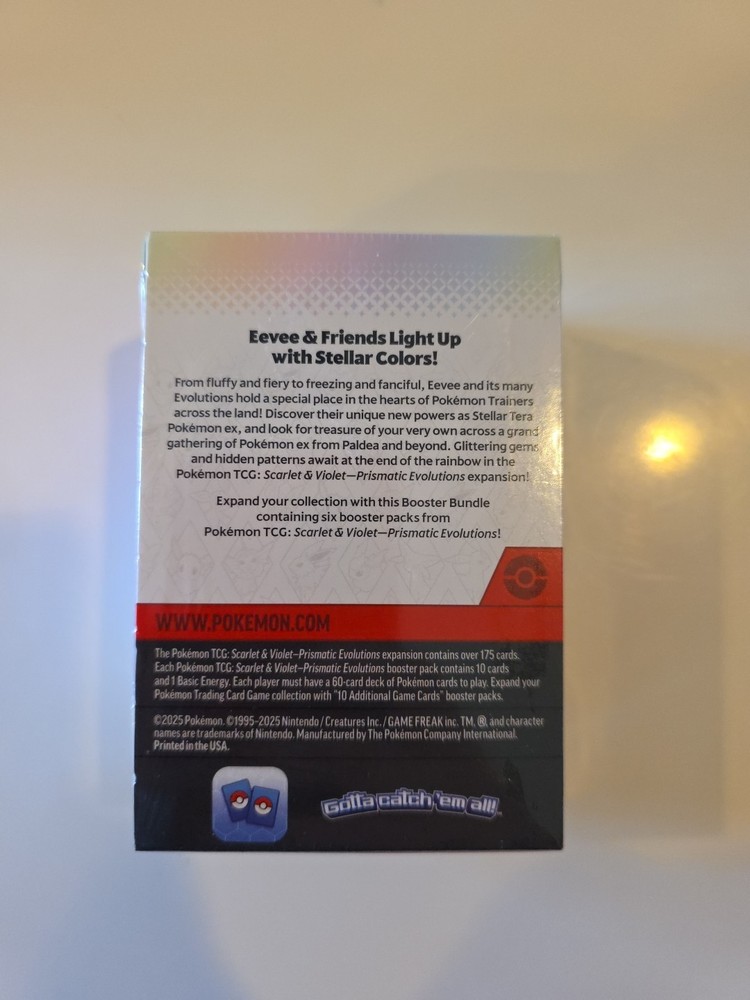 Eevee & Friends Light Up
with Stellar Colors!
From fluffy and fiery to freezing and fanciful, Eevee and its many
Evolutions hold a special place in the hearts of Pokémon Trainers
across the land! Discover their unique new powers as Stellar Tera
Pokémon ex, and look for treasure of your very own across a grand
gathering of Pokémon ex from Paldea and beyond. Glittering gems
and hidden patterns await at the end of the rainbow in the
Pokémon TCG: Scarlet & Violet—Prismatic Evolutions expansion!
Expand your collection with this Booster Bundle
containing six booster packs from
Pokémon TCG: Scarlet & Violet—Prismatic Evolutions!
WWW.POKEMON.COM
The Pokémon TCG: Scarlet & Violet—Prismatic Evolutions expansion contains over 175 cards.
Each Pokémon TCG: Scarlet & Violet—Prismatic Evolutions booster pack contains 10 cards
and 1 Basic Energy. Each player must have a 60-card deck of Pokémon cards to play. Expand your
Pokémon Trading Card Game collection with "10 Additional Game Cards" booster packs.
©2025 Pokémon. ©1995-2025 Nintendo / Creatures Inc. / GAME FREAK inc. TM, ®, and character
names are trademarks of Nintendo. Manufactured by The Pokémon Company International.
Printed in the USA.
Gotta catch 'em all!